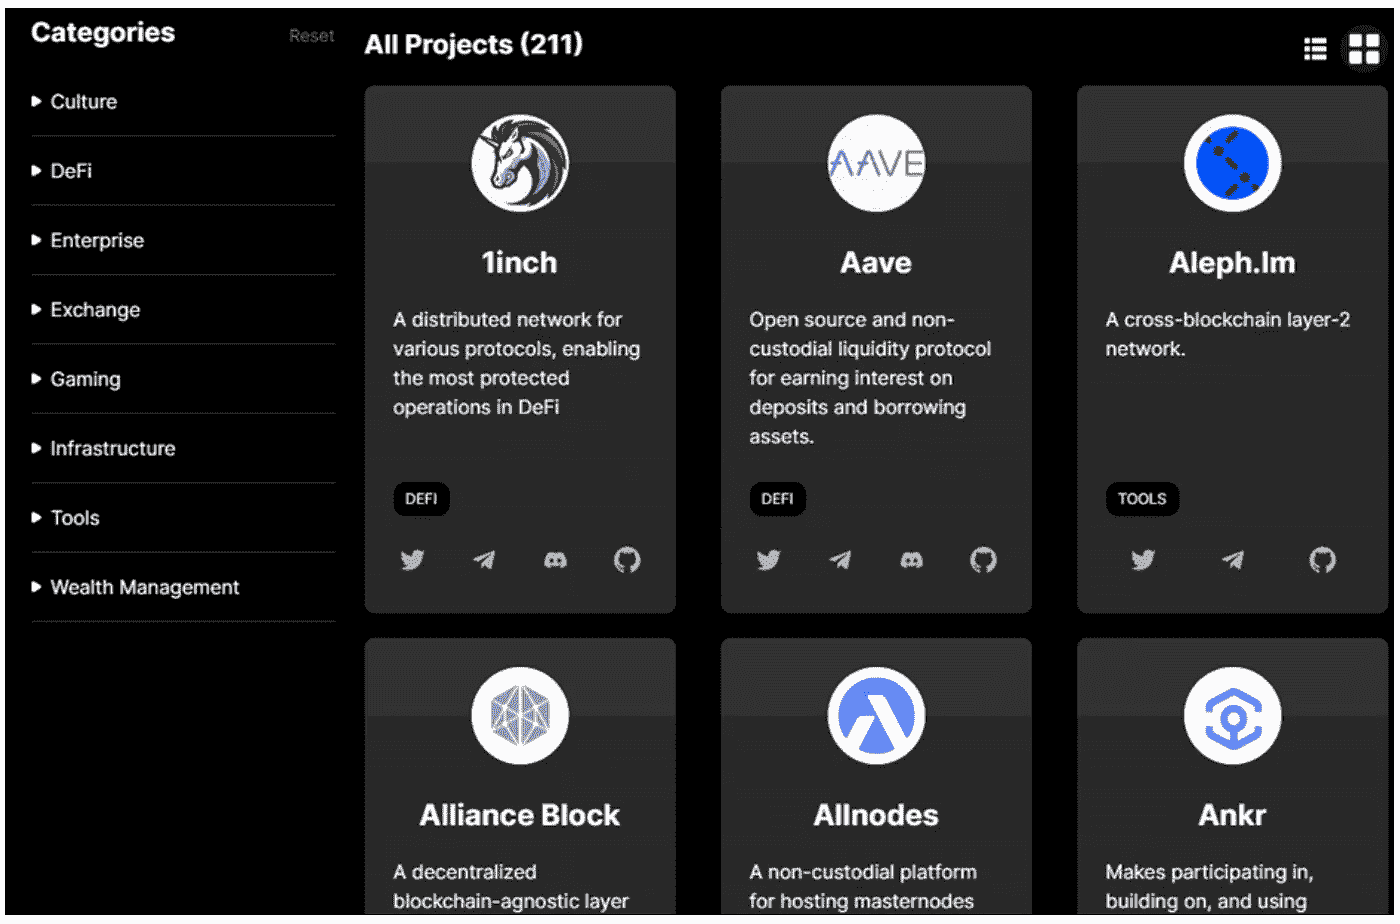 Categories
Reset
Culture
DeFi
Enterprise
Exchange
Gaming
Infrastructure
Tools
Wealth Management
All Projects (211)
1inch
A distributed network for
various protocols, enabling
the most protected
operations in DeFi
DEFI
AAVE
Aave
Open source and non-
custodial liquidity protocol
for earning interest on
deposits and borrowing
assets.
DEFI
Aleph.Im
A cross-blockchain layer-2
network.
TOOLS
Alliance Block
A decentralized
blockchain-agnostic layer
Allnodes
A non-custodial platform
for hosting masternodes
Ankr
Makes participating in,
building on, and using